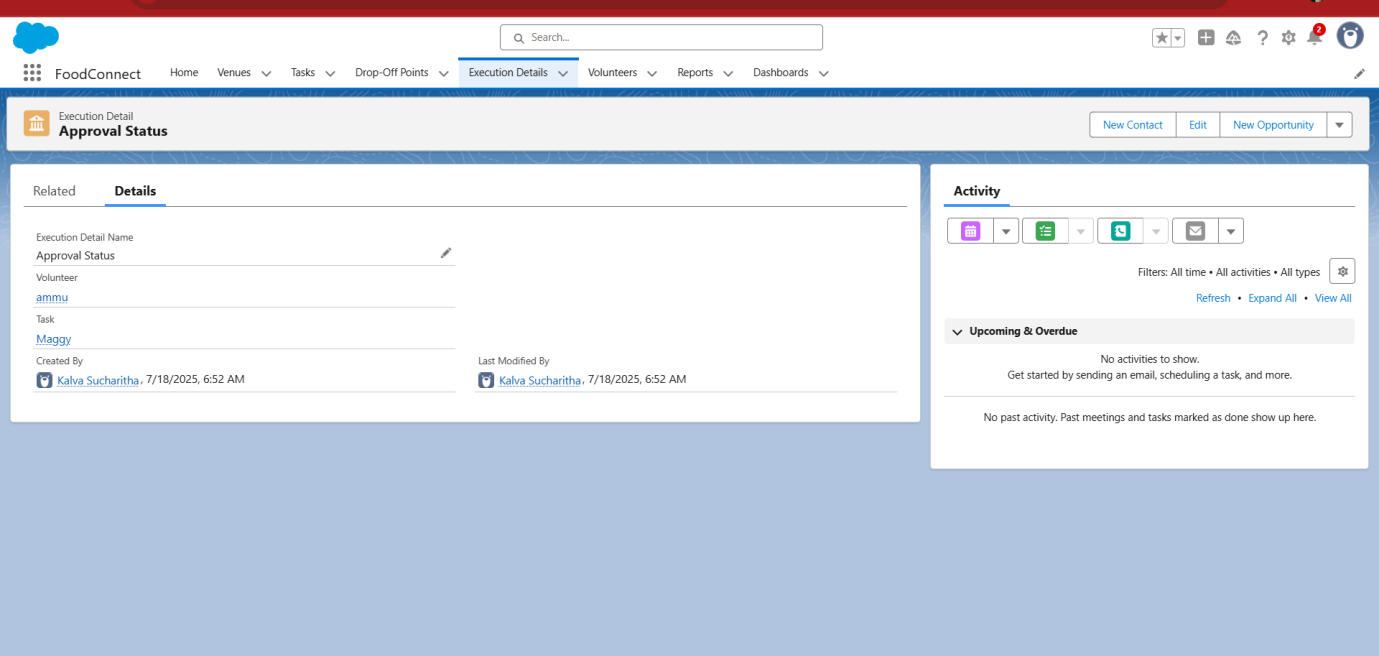 Search...
2
FoodConnect Home Venues Tasks Drop-Off Points Execution Details Volunteers Reports Dashboards
Execution Detail
Approval Status
New Contact Edit New Opportunity
Related Details
Execution Detail Name
Approval Status
Volunteer
ammu
Task
Maggy
Created By
Kalva Sucharitha, 7/18/2025, 6:52 AM
Last Modified By
Kalva Sucharitha, 7/18/2025, 6:52 AM
Activity
Filters: All time • All activities • All types
Refresh • Expand All • View All
Upcoming & Overdue
No activities to show.
Get started by sending an email, scheduling a task, and more.
No past activity. Past meetings and tasks marked as done show up here.